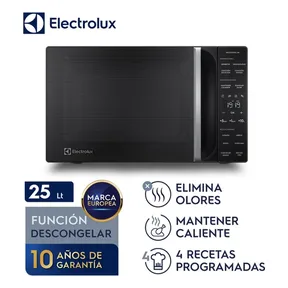 Electrolux
Electrolux
25 Lt
MARCA
EUROPEA
FUNCIÓN
DESCONGELAR
10 AÑOS DE
GARANTÍA
ELIMINA
OLORES
MANTENER
CALIENTE
4
4 RECETAS
PROGRAMADAS